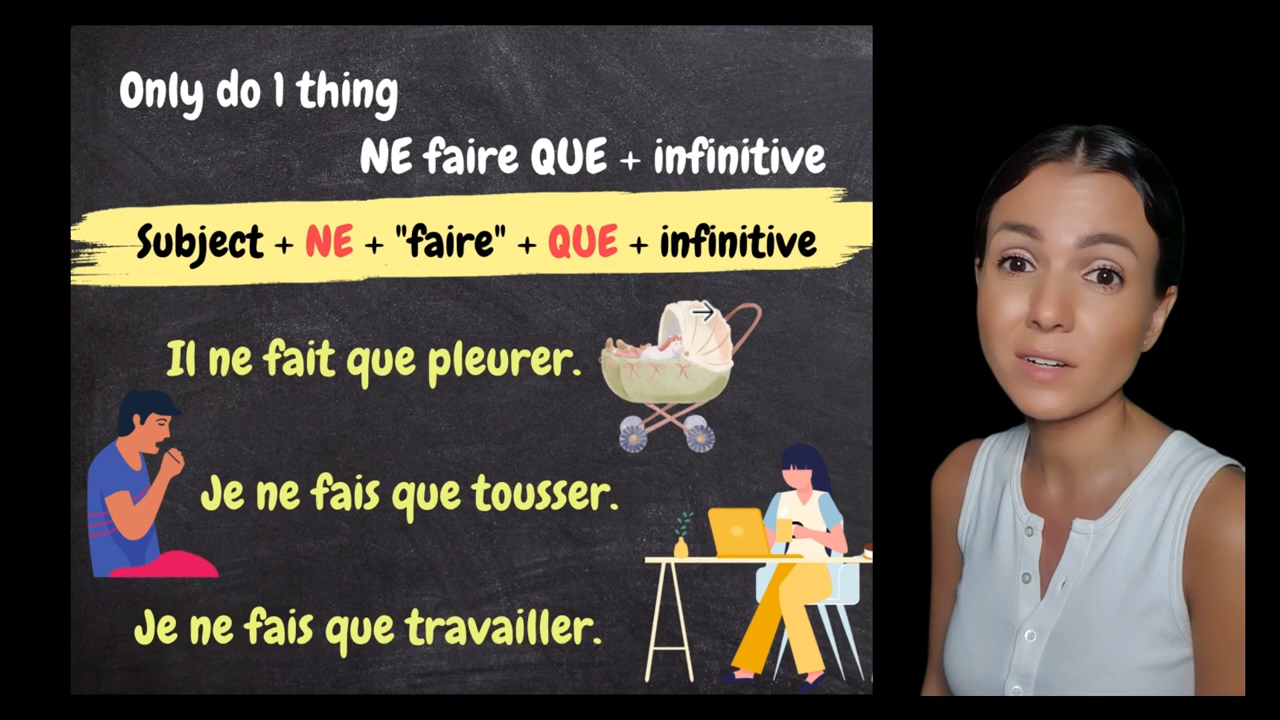 Only do 1 thing
NE faire QUE + infinitive
Subject + NE + "faire" + QUE + infinitive
Il ne fait que pleurer.
Je ne fais que tousser.
Je ne fais que travailler.